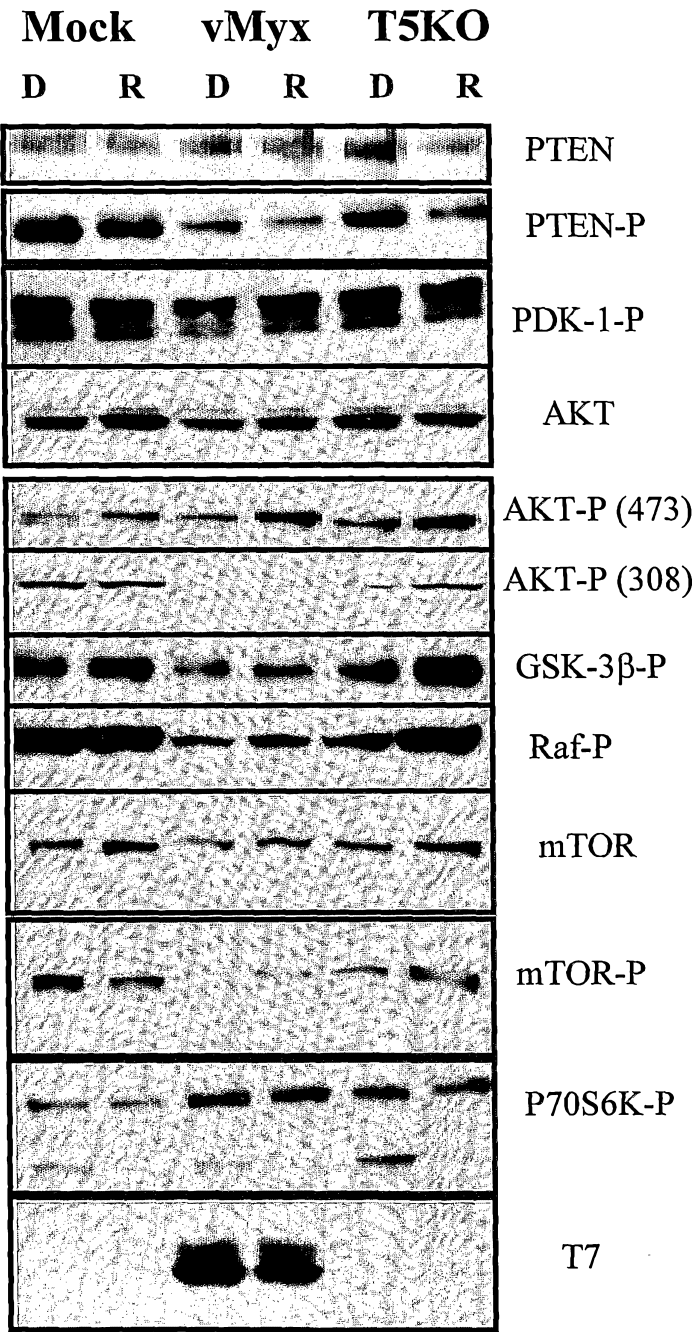 Mock vMyx T5KO
D R D R D R
PTEN
PTEN-P
PDK-1-P
AKT
AKT-P (473)
AKT-P (308)
GSK-3β-P
Raf-P
mTOR
mTOR-P
P70S6K-P
T7